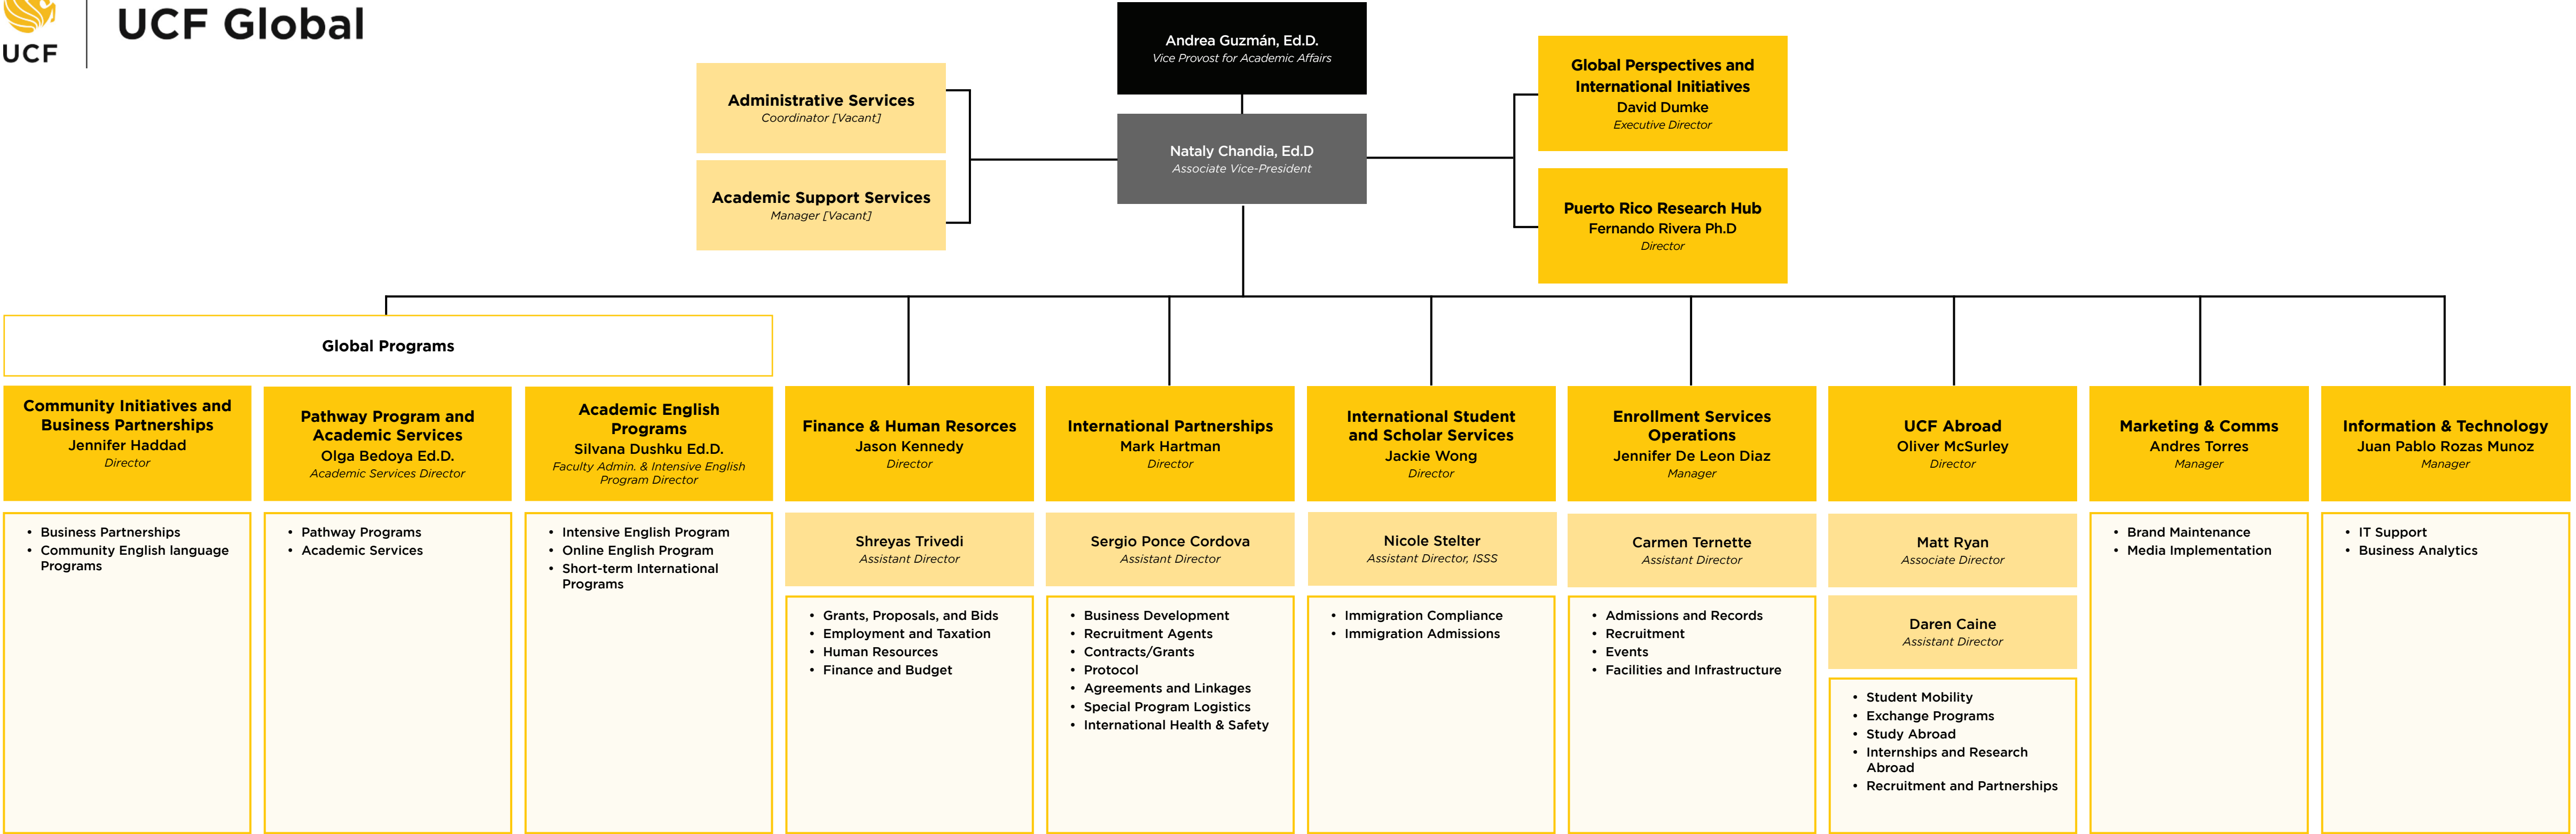 UCF
UCF Global
Andrea Guzmán, Ed.D.
Vice Provost for Academic Affairs
Administrative Services
Coordinator [Vacant]
Academic Support Services
Manager [Vacant]
Nataly Chandia, Ed.D
Associate Vice-President
Global Perspectives and
International Initiatives
David Dumke
Executive Director
Puerto Rico Research Hub
Fernando Rivera Ph.D
Director
Global Programs
Community Initiatives and
Business Partnerships
Jennifer Haddad
Director
• Business Partnerships
• Community English language
Programs
Pathway Program and
Academic Services
Olga Bedoya Ed.D.
Academic Services Director
• Pathway Programs
• Academic Services
Academic English
Programs
Silvana Dushku Ed.D.
Faculty Admin. & Intensive English
Program Director
• Intensive English Program
• Online English Program
• Short-term International
Programs
Finance & Human Resorces
Jason Kennedy
Director
Shreyas Trivedi
Assistant Director
• Grants, Proposals, and Bids
• Employment and Taxation
• Human Resources
• Finance and Budget
International Partnerships
Mark Hartman
Director
Sergio Ponce Cordova
Assistant Director
• Business Development
• Recruitment Agents
• Contracts/Grants
• Protocol
• Agreements and Linkages
• Special Program Logistics
• International Health & Safety
International Student
and Scholar Services
Jackie Wong
Director
Nicole Stelter
Assistant Director, ISSS
• Immigration Compliance
• Immigration Admissions
Enrollment Services
Operations
Jennifer De Leon Diaz
Manager
Carmen Ternette
Assistant Director
• Admissions and Records
• Recruitment
• Events
• Facilities and Infrastructure
UCF Abroad
Oliver McSurley
Director
Matt Ryan
Associate Director
Daren Caine
Assistant Director
• Student Mobility
• Exchange Programs
• Study Abroad
• Internships and Research
Abroad
• Recruitment and Partnerships
Marketing & Comms
Andres Torres
Manager
• Brand Maintenance
• Media Implementation
Information & Technology
Juan Pablo Rozas Munoz
Manager
• IT Support
• Business Analytics